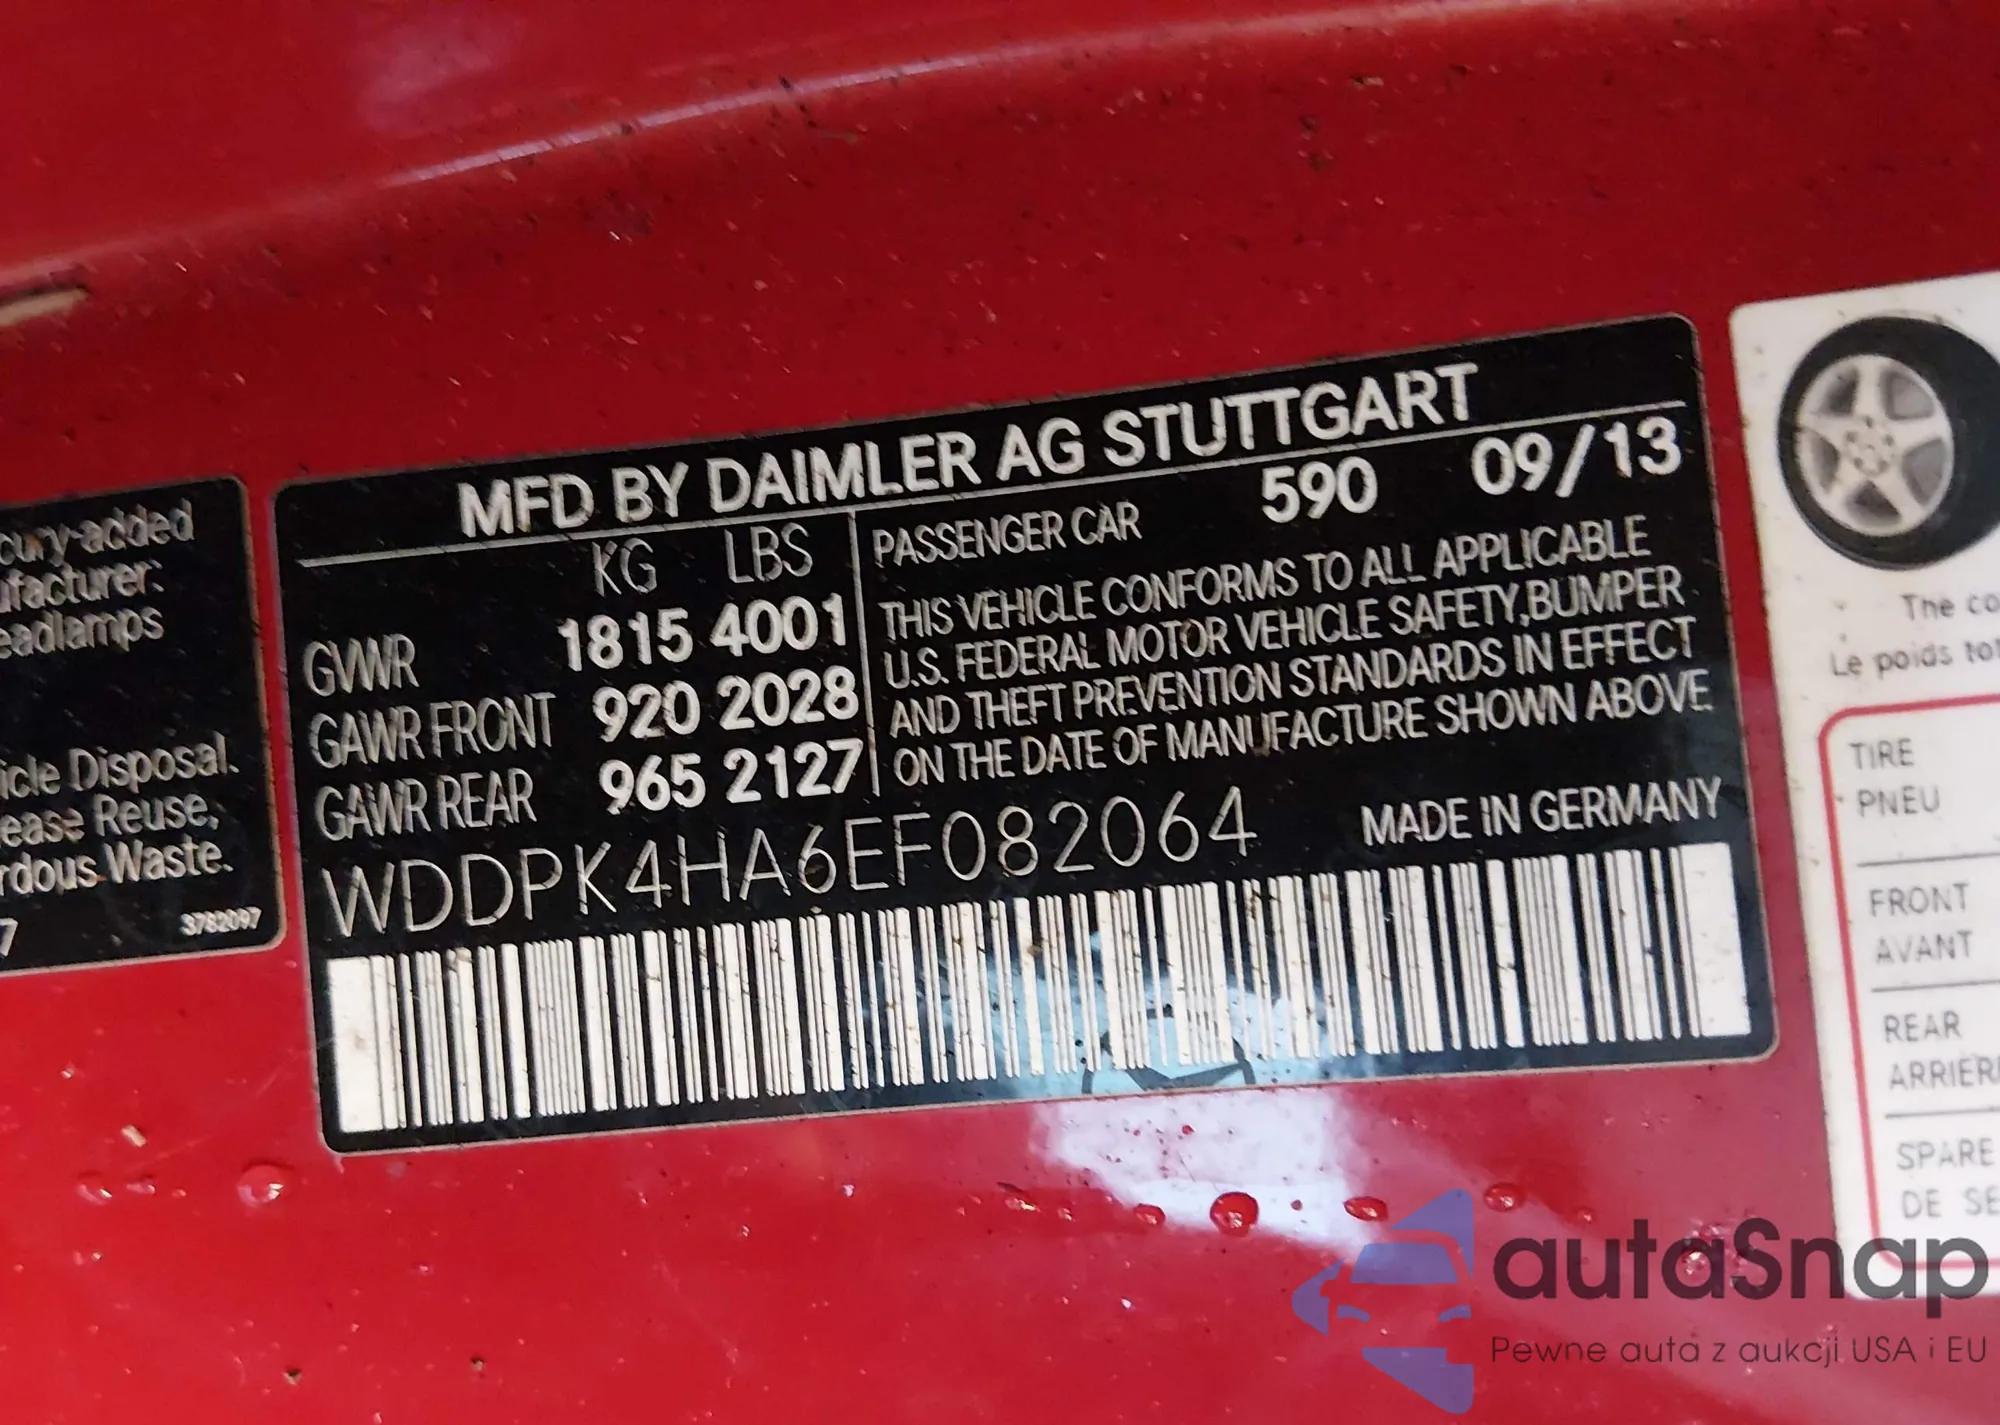 cury-added
ufacturer:
eadlamps
icle Disposal.
ease Reuse,
rdous Waste.
7 3782097
MFD BY DAIMLER AG STUTTGART
KG LBS
GVWR 1815 4001
GAWR FRONT 920 2028
GAWR REAR 965 2127
PASSENGER CAR 590 09/13
THIS VEHICLE CONFORMS TO ALL APPLICABLE
U.S. FEDERAL MOTOR VEHICLE SAFETY,BUMPER
AND THEFT PREVENTION STANDARDS IN EFFECT
ON THE DATE OF MANUFACTURE SHOWN ABOVE.
WDDPK4HA6EF082064 MADE IN GERMANY
The co
Le poids tot
TIRE
PNEU
FRONT
AVANT
REAR
ARRIER
SPARE
DE SE
autaSnap
Pewne auta z aukcji USA i EU